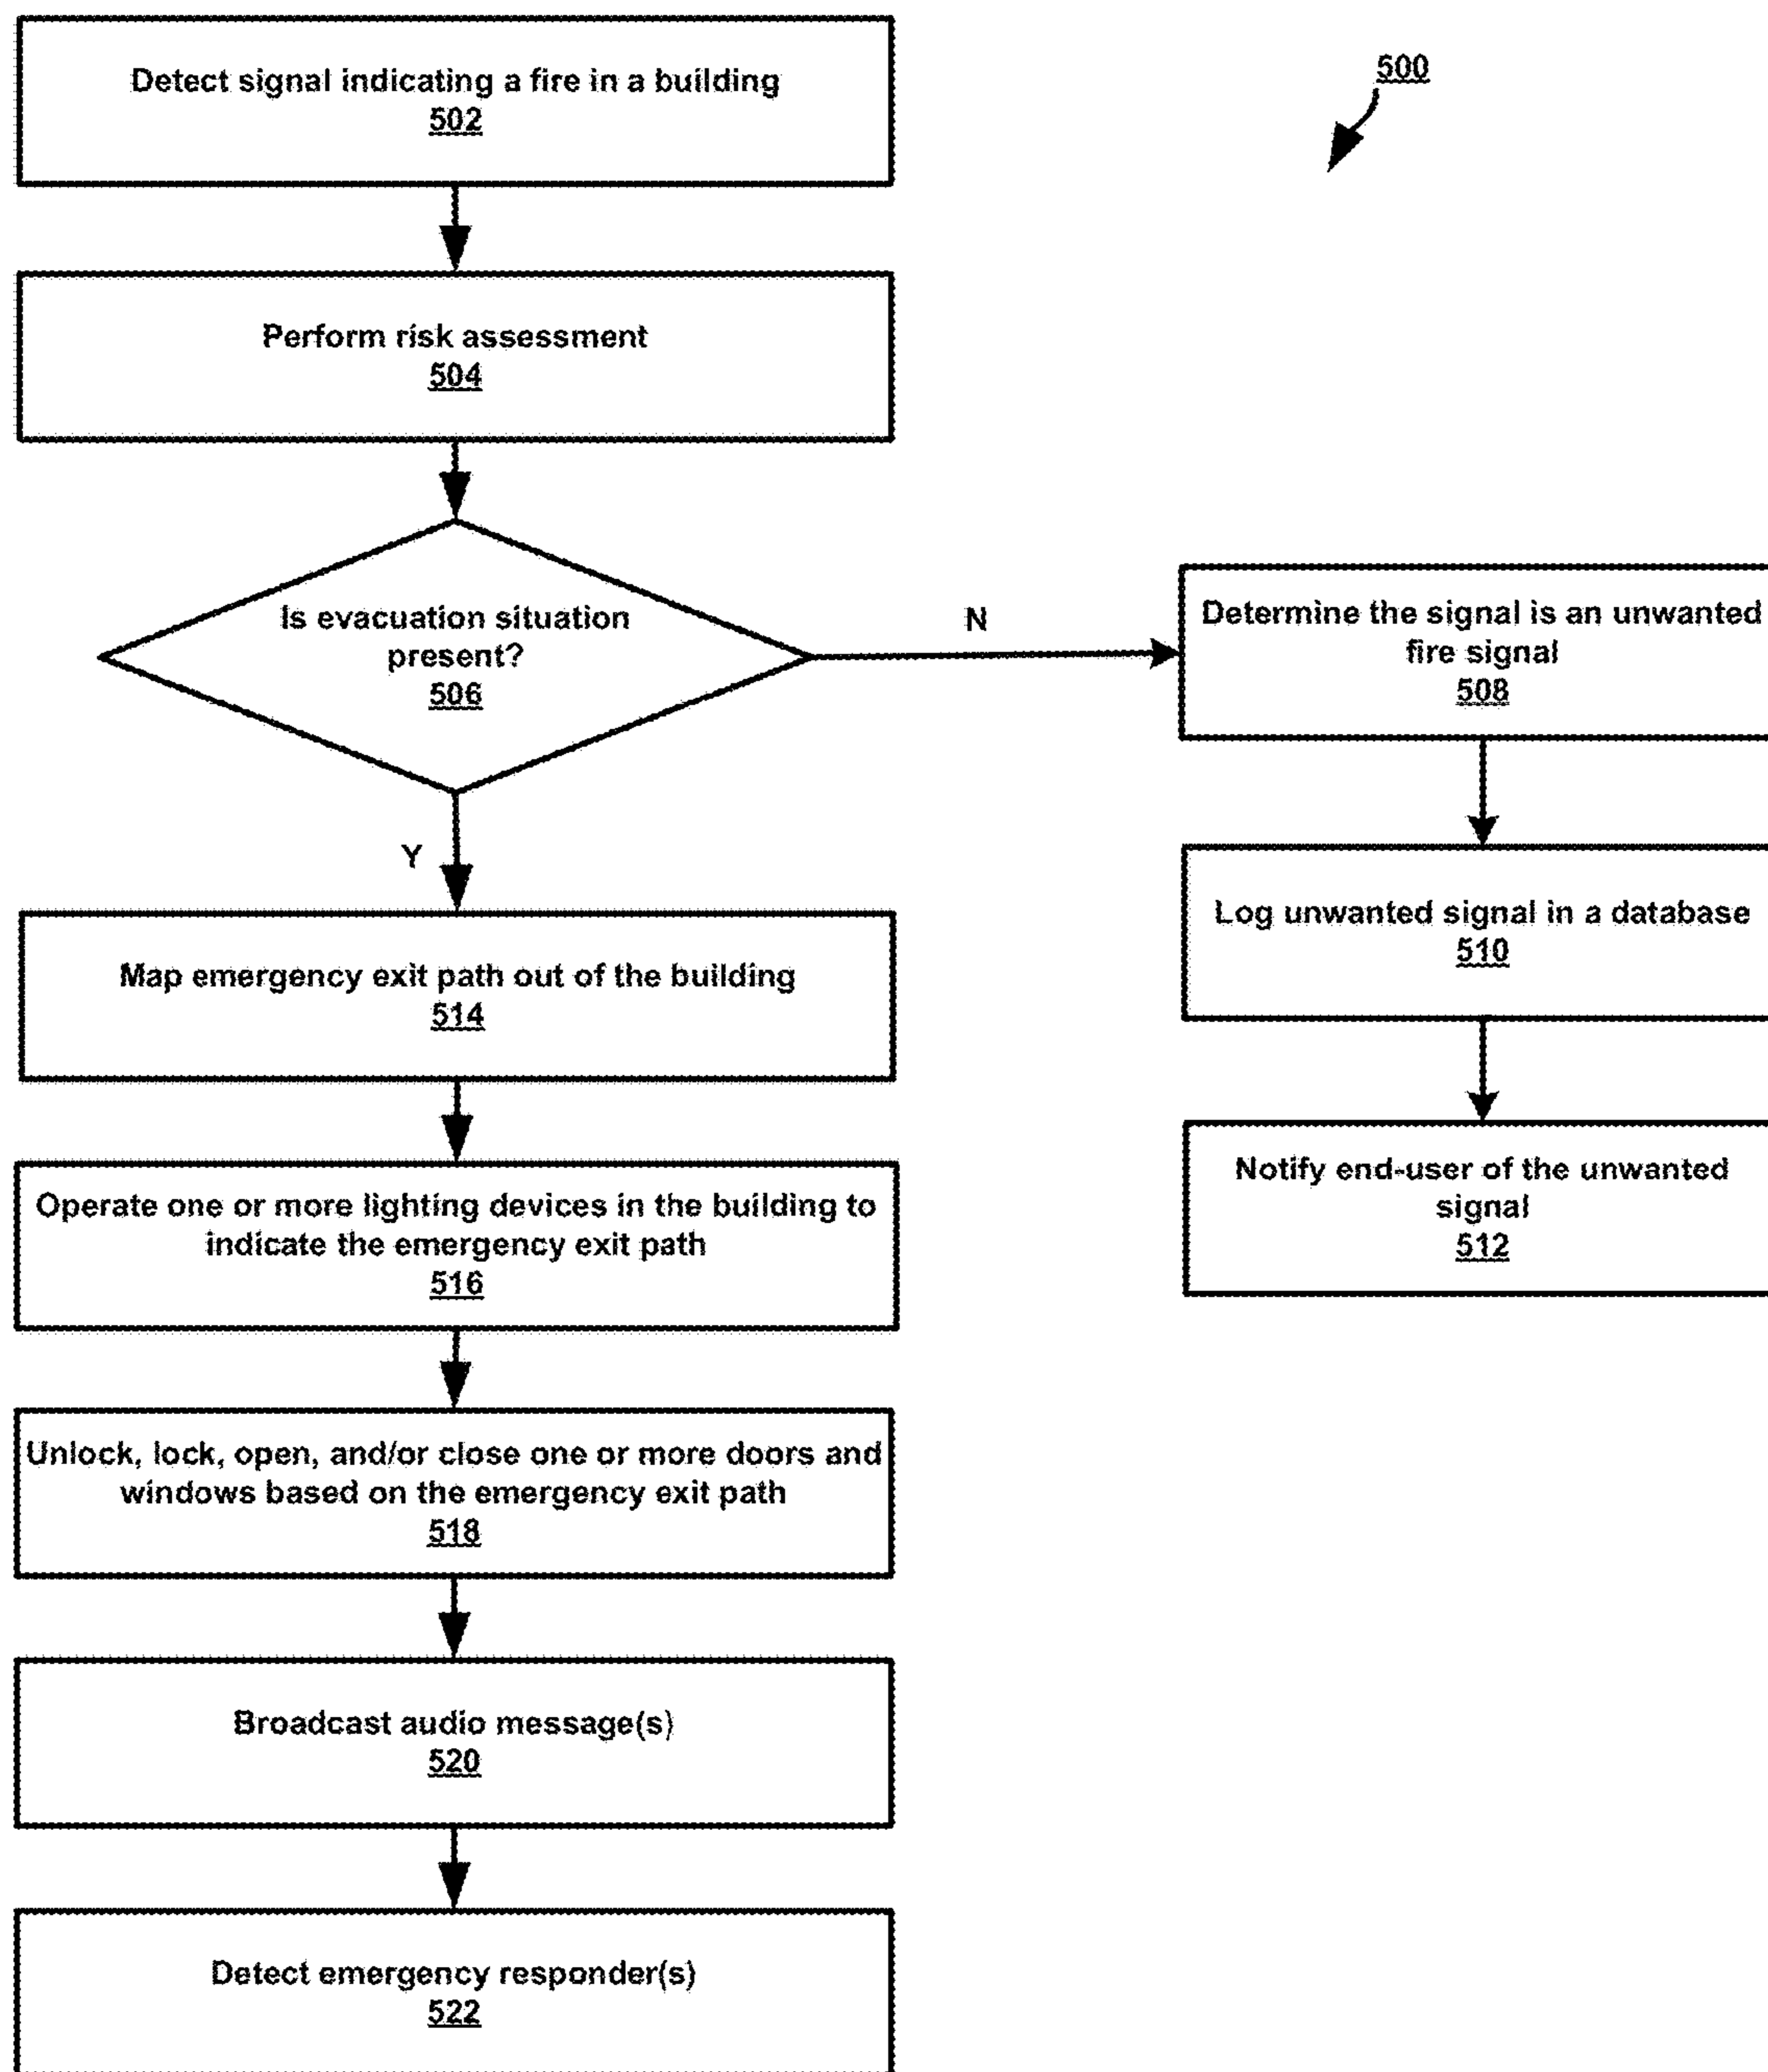 500
Detect signal indicating a fire in a building
502
Perform risk assessment
504
Is evacuation situation
present?
506
N
Y
Determine the signal is an unwanted
fire signal
508
Log unwanted signal in a database
510
Notify end-user of the unwanted
signal
512
Map emergency exit path out of the building
514
Operate one or more lighting devices in the building to
indicate the emergency exit path
516
Unlock, lock, open, and/or close one or more doors and
windows based on the emergency exit path
518
Broadcast audio message(s)
520
Detect emergency responder(s)
522